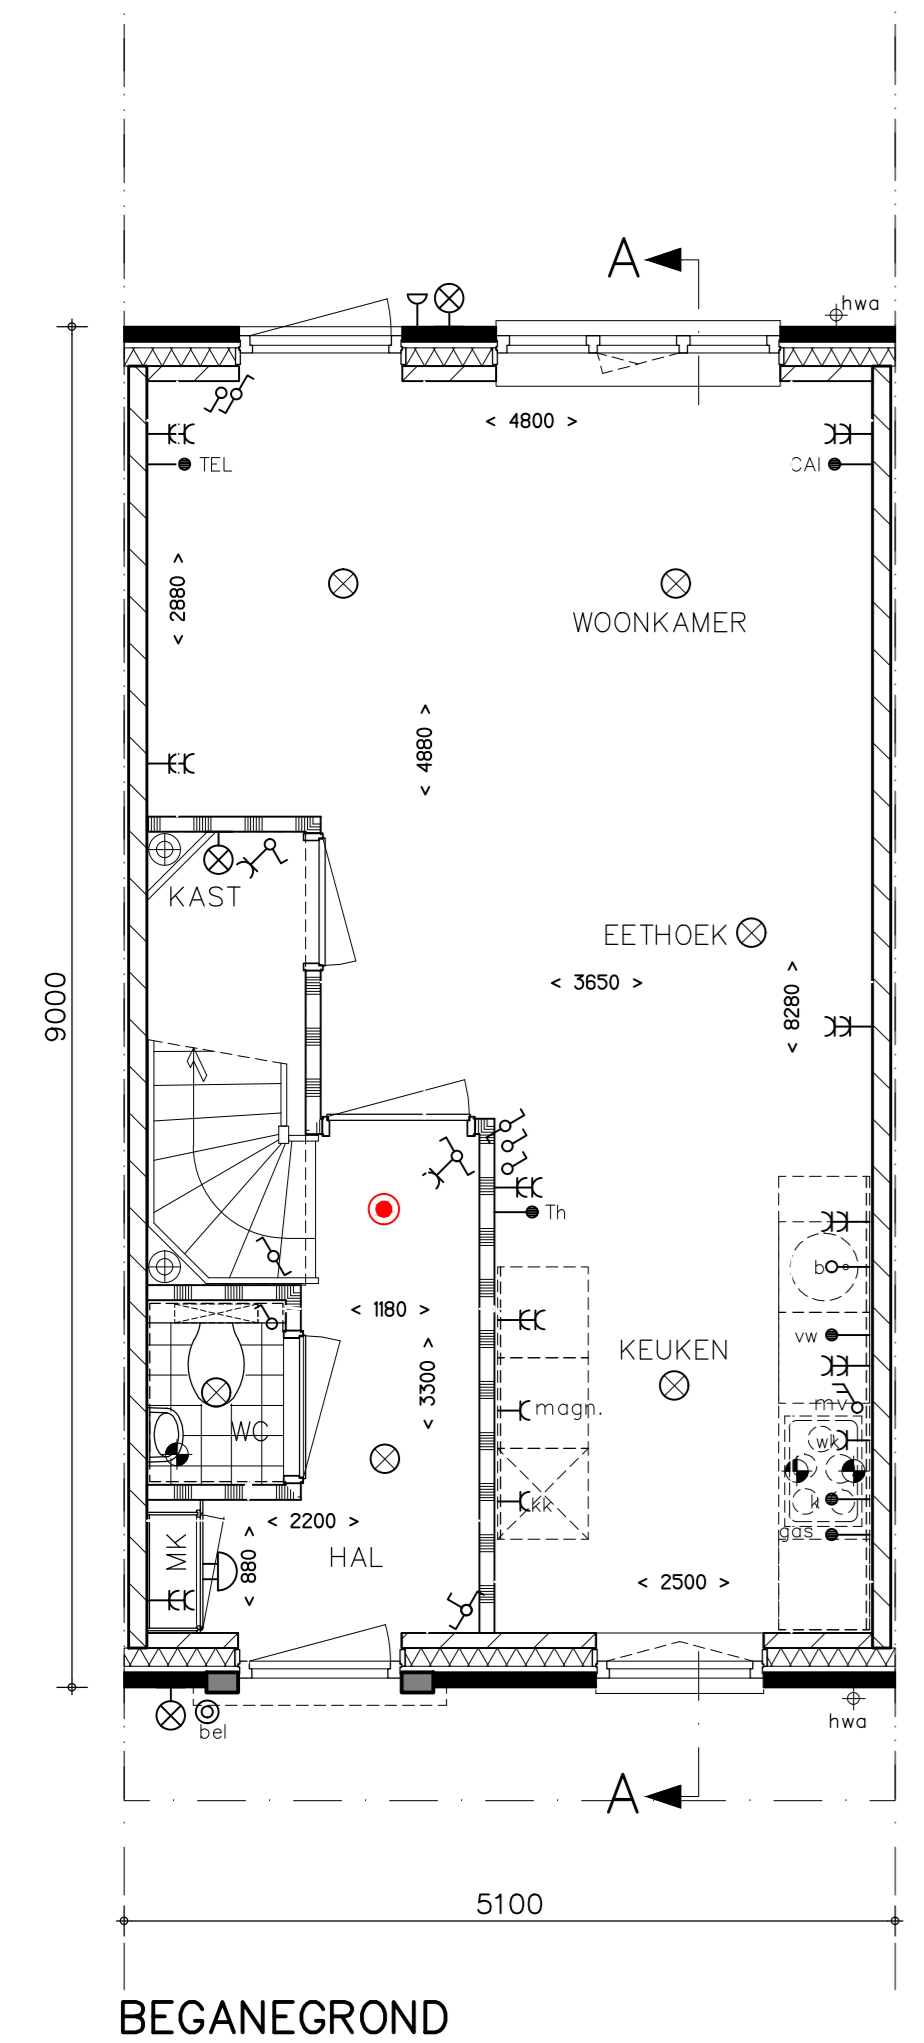 A
hwa
< 4800 >
TEL
CAI
< 2880 >
WOONKAMER
< 4880 >
KAST
EETHOEK
< 3650 >
< 8280 >
9000
Th
b
< 1180 >
vw
KEUKEN
< 3300 >
mv
magn.
WC
wk
kk
k
< 2200 >
gas
MK
HAL
< 880 >
< 2500 >
bel
hwa
A
5100
BEGANEGROND